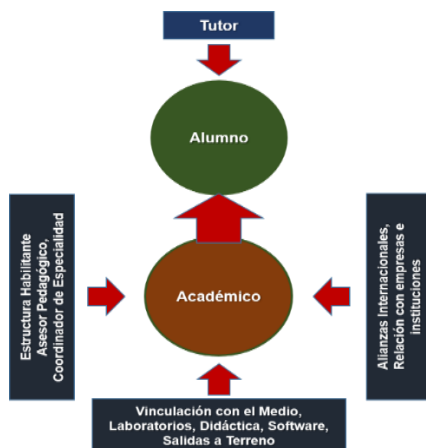 Tutor
Alumno
Estructura Habilitante
Asesor Pedagógico,
Coordinador de Especialidad
Académico
Alianzas Internacionales,
Relación con empresas e
instituciones
Vinculación con el Medio,
Laboratorios, Didáctica, Software,
Salidas a Terreno